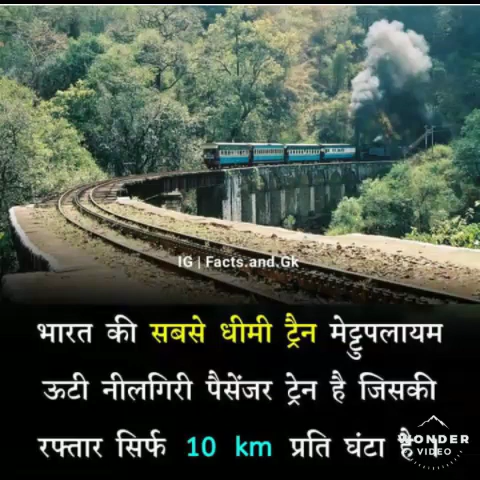 IG | Facts.and.Gk
भारत की सबसे धीमी ट्रैन मेट्टुपलायम
ऊटी नीलगिरी पैसेंजर ट्रेन है जिसकी
रफ्तार सिर्फ 10 km प्रति घंटा है।
WONDER
VIDEO